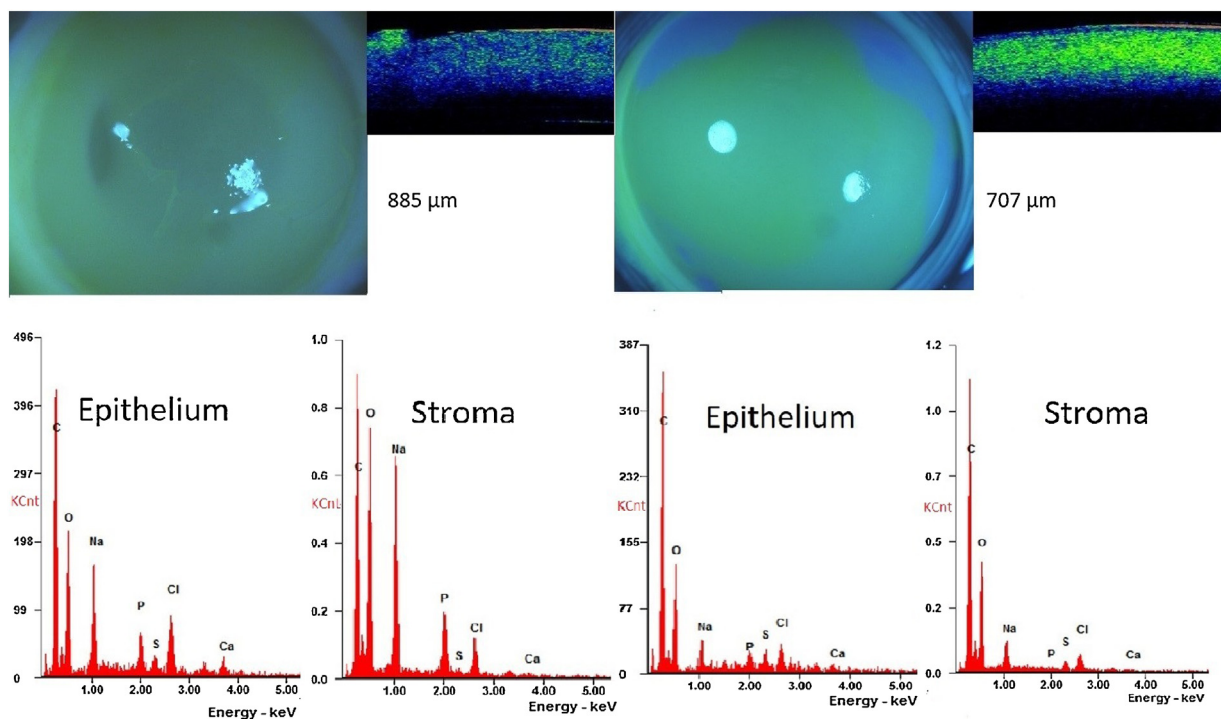 885 µm
707 µm
496
396
297
198
99
0
KCnt
Epithelium
C
O
Na
P
S
Cl
Ca
1.00 2.00 3.00 4.00 5.00
Energy - keV
1.0
0.8
0.6
0.4
0.2
0.0
KCnt
Stroma
C
O
Na
P
S
Cl
Ca
1.00 2.00 3.00 4.00 5.00
Energy - keV
387
310
232
155
77
0
KCnt
Epithelium
C
O
Na
P
S
Cl
Ca
1.00 2.00 3.00 4.00 5.00
Energy - keV
1.2
1.0
0.7
0.5
0.2
0.0
KCnt
Stroma
C
O
Na
P
S
Cl
Ca
1.00 2.00 3.00 4.00 5.00
Energy - keV